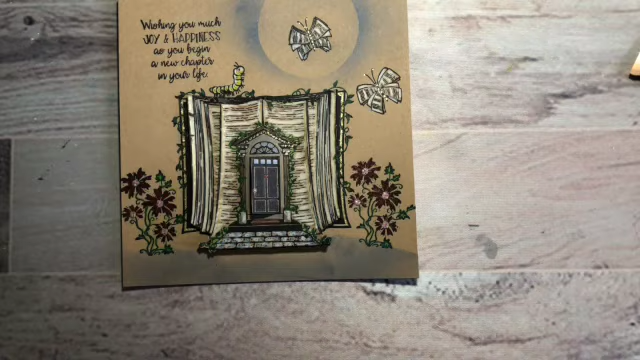 Wishing you much
JOY & HAPPINESS
as you begin
a new chapter
in your life.